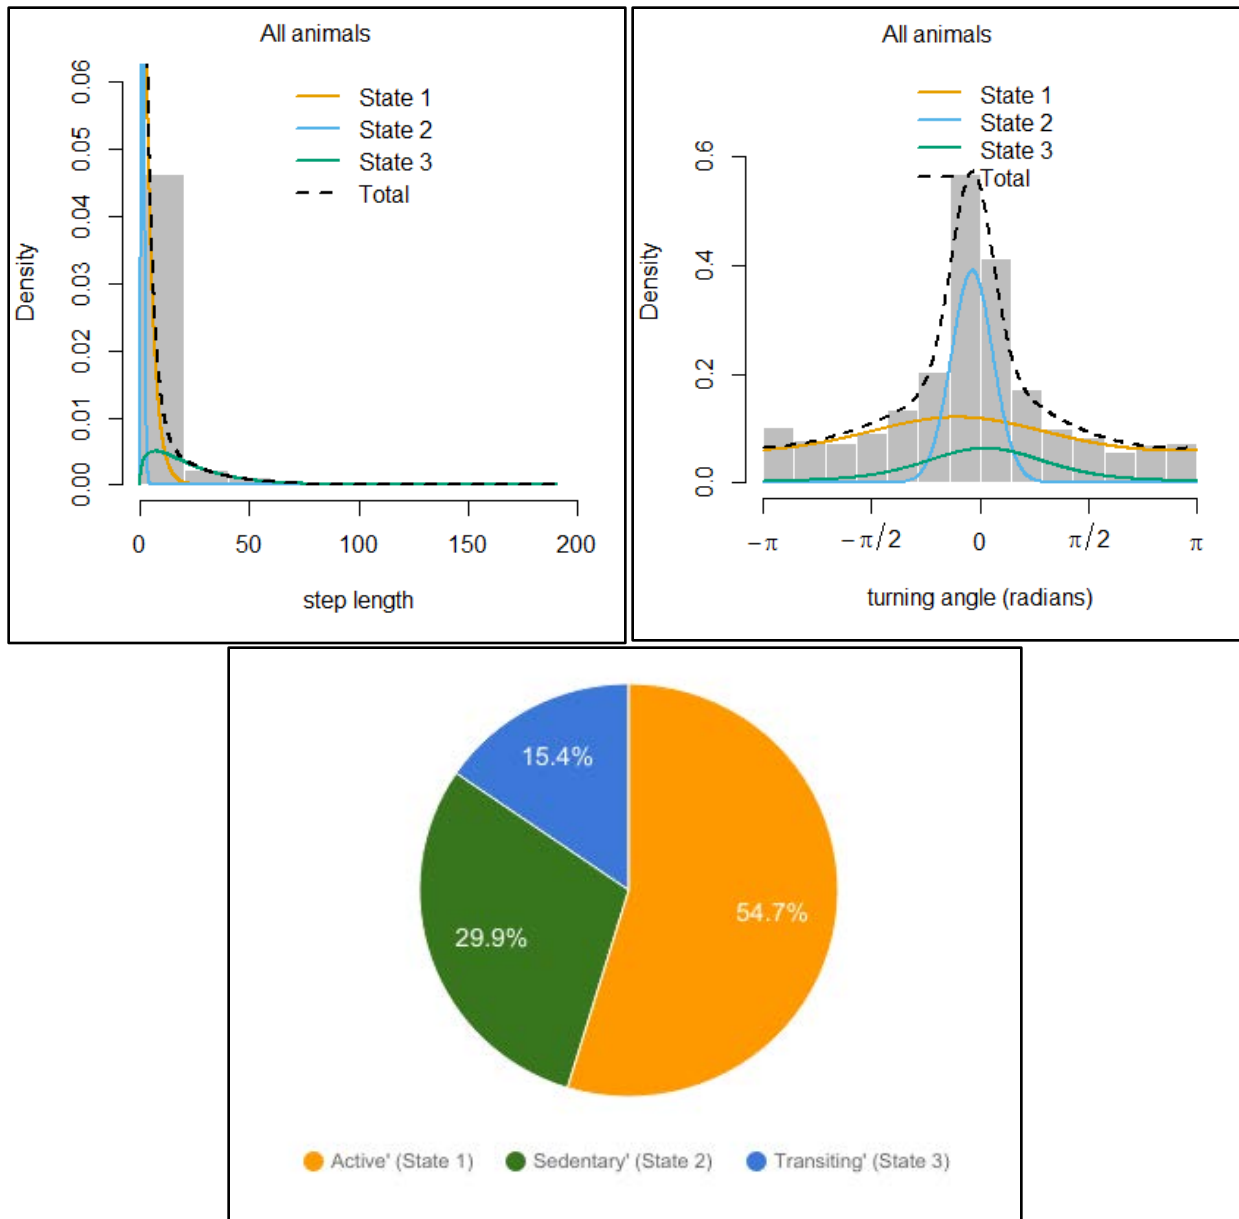 All animals
State 1
State 2
State 3
Total
Density
0.00
0.01
0.02
0.03
0.04
0.05
0.06
0
50
100
150
200
step length
All animals
State 1
State 2
State 3
Total
Density
0.0
0.2
0.4
0.6
−π
−π/2
0
π/2
π
turning angle (radians)
15.4%
54.7%
29.9%
Active' (State 1)
Sedentary' (State 2)
Transiting' (State 3)